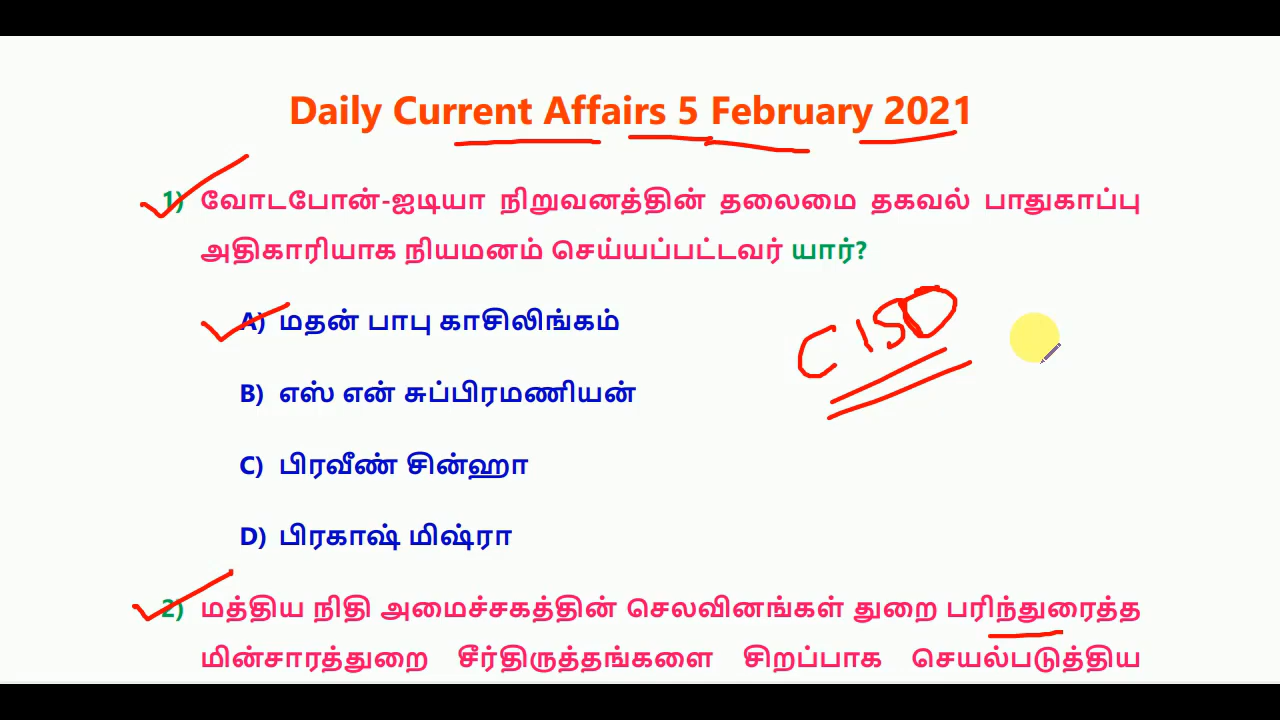 Daily Current Affairs 5 February 2021
1) வோடபோன்-ஐடியா நிறுவனத்தின் தலைமை தகவல் பாதுகாப்பு
அதிகாரியாக நியமனம் செய்யப்பட்டவர் யார்?
A) மதன் பாபு காசிலிங்கம்
CISO
B) எஸ் என் சுப்பிரமணியன்
C) பிரவீண் சின்ஹா
D) பிரகாஷ் மிஷ்ரா
2) மத்திய நிதி அமைச்சகத்தின் செலவினங்கள் துறை பரிந்துரைத்த
மின்சாரத்துறை சீர்திருத்தங்களை சிறப்பாக செயல்படுத்திய